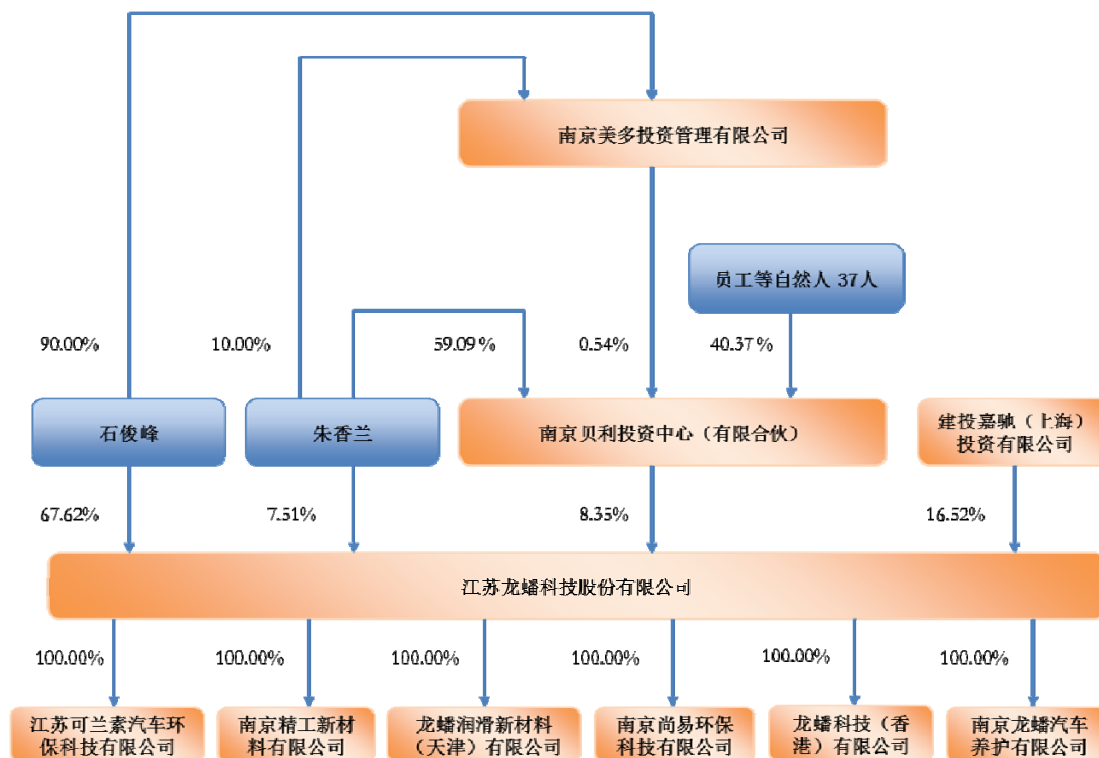 南京美多投资管理有限公司
员工等自然人 37人
90.00%
10.00%
59.09%
0.54%
40.37%
石俊峰
朱香兰
南京贝利投资中心（有限合伙）
建投嘉驰（上海）
投资有限公司
67.62%
7.51%
8.35%
16.52%
江苏龙蟠科技股份有限公司
100.00%
100.00%
100.00%
100.00%
100.00%
100.00%
江苏可兰素汽车环
保科技有限公司
南京精工新材
料有限公司
龙蟠润滑新材料
（天津）有限公司
南京尚易环保
科技有限公司
龙蟠科技（香
港）有限公司
南京龙蟠汽车
养护有限公司